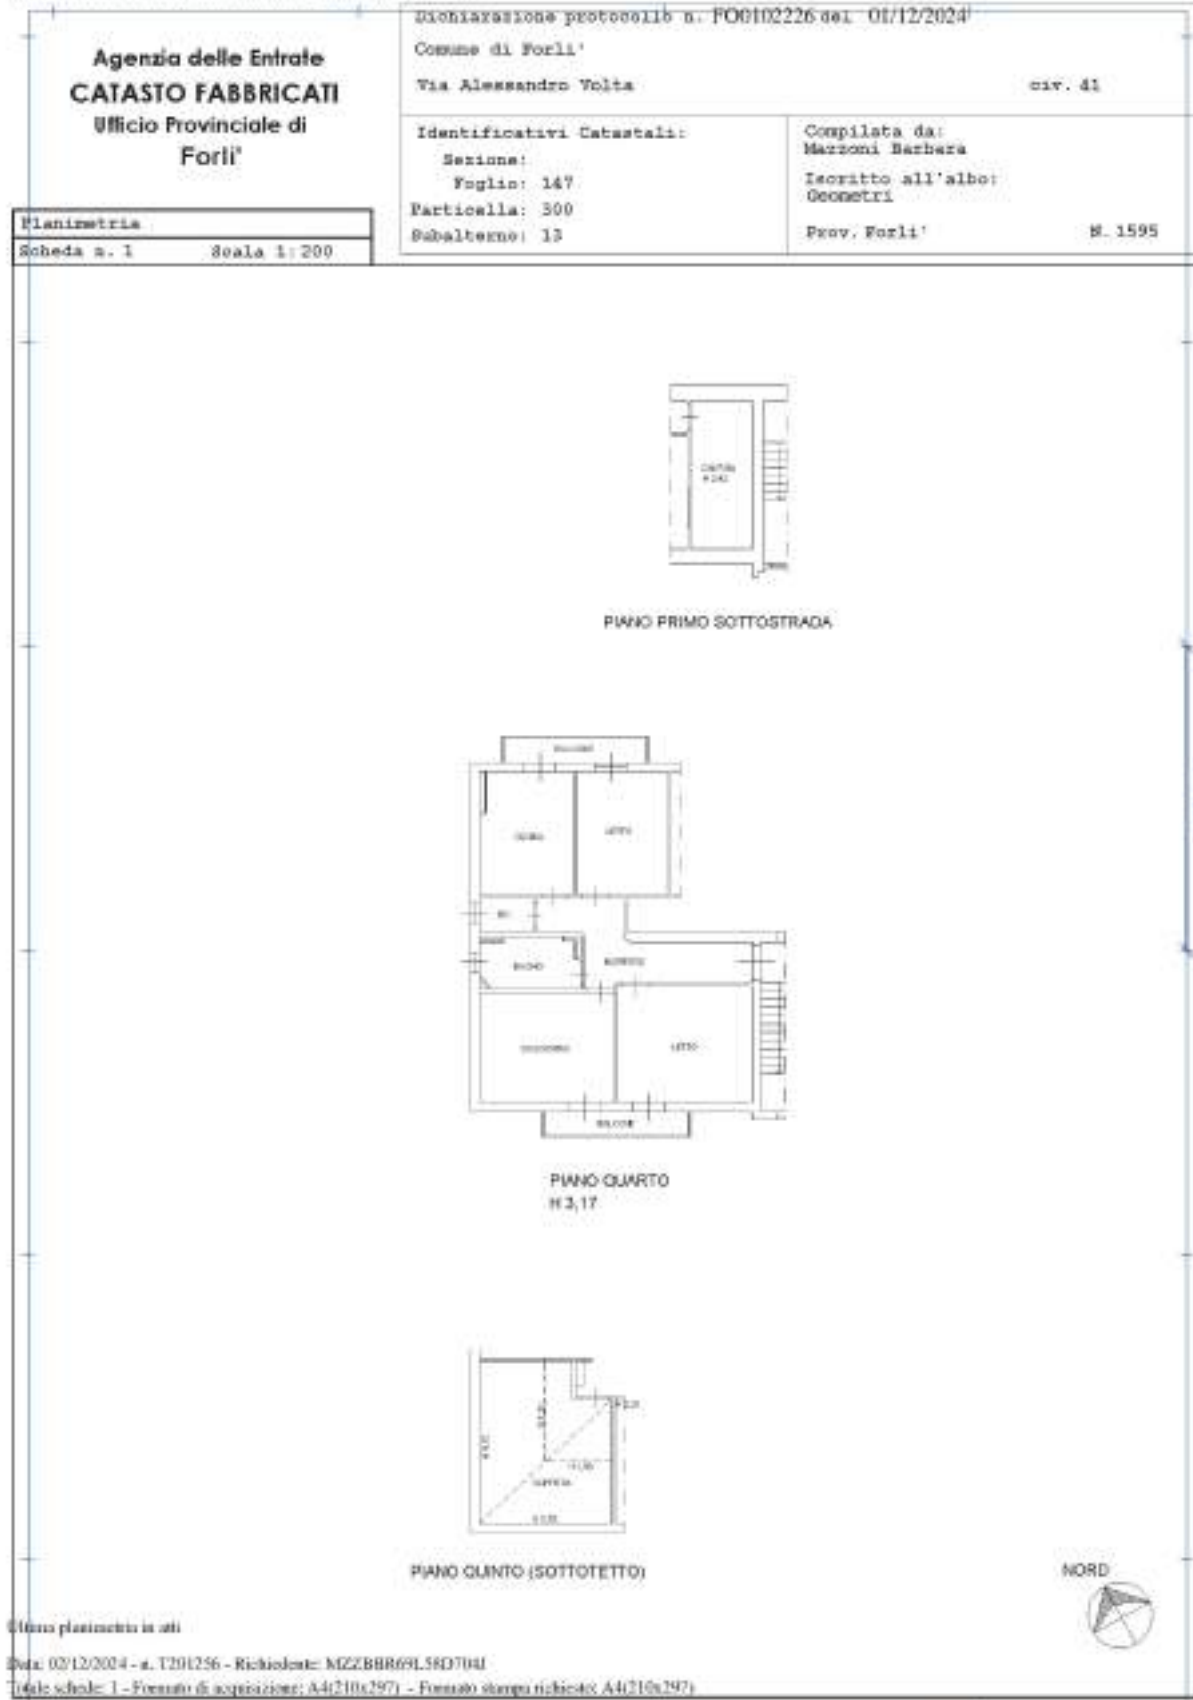 Agenzia delle Entrate
CATASTO FABBRICATI
Ufficio Provinciale di
Forli'
Dichiarazione protocollo n. FO0102226 del 01/12/2024
Comune di Forli'
Via Alessandro Volta civ. 41
Identificativi Catastali:
Sezione:
Foglio: 147
Particella: 300
Subalterno: 13
Compilata da:
Mazzoni Barbara
Iscritto all'albo:
Geometri
Prov. Forli' N. 1595
Planimetria
Scheda n. 1 Scala 1:200
PIANO PRIMO SOTTOSTRADA
LETTO
BAGNO
INGRESSO
SOGGIORNO
LETTO
BALCONE
PIANO QUARTO
H 3,17
SOFFITTA
PIANO QUINTO (SOTTOTETTO)
NORD
Ultima planimetria in atti
Data: 02/12/2024 - n. T201256 - Richiedente: MZZBBR69L58D704J
Totale schede: 1 - Formato di acquisizione: A4(210x297) - Formato stampa richiesto: A4(210x297)